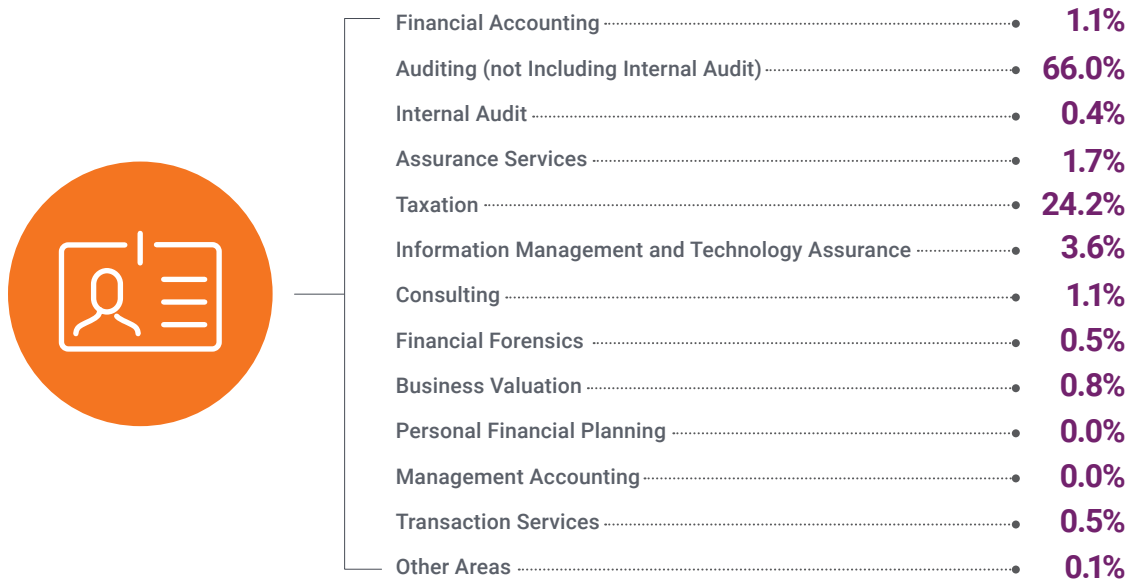 Financial Accounting 1.1%
Auditing (not Including Internal Audit) 66.0%
Internal Audit 0.4%
Assurance Services 1.7%
Taxation 24.2%
Information Management and Technology Assurance 3.6%
Consulting 1.1%
Financial Forensics 0.5%
Business Valuation 0.8%
Personal Financial Planning 0.0%
Management Accounting 0.0%
Transaction Services 0.5%
Other Areas 0.1%